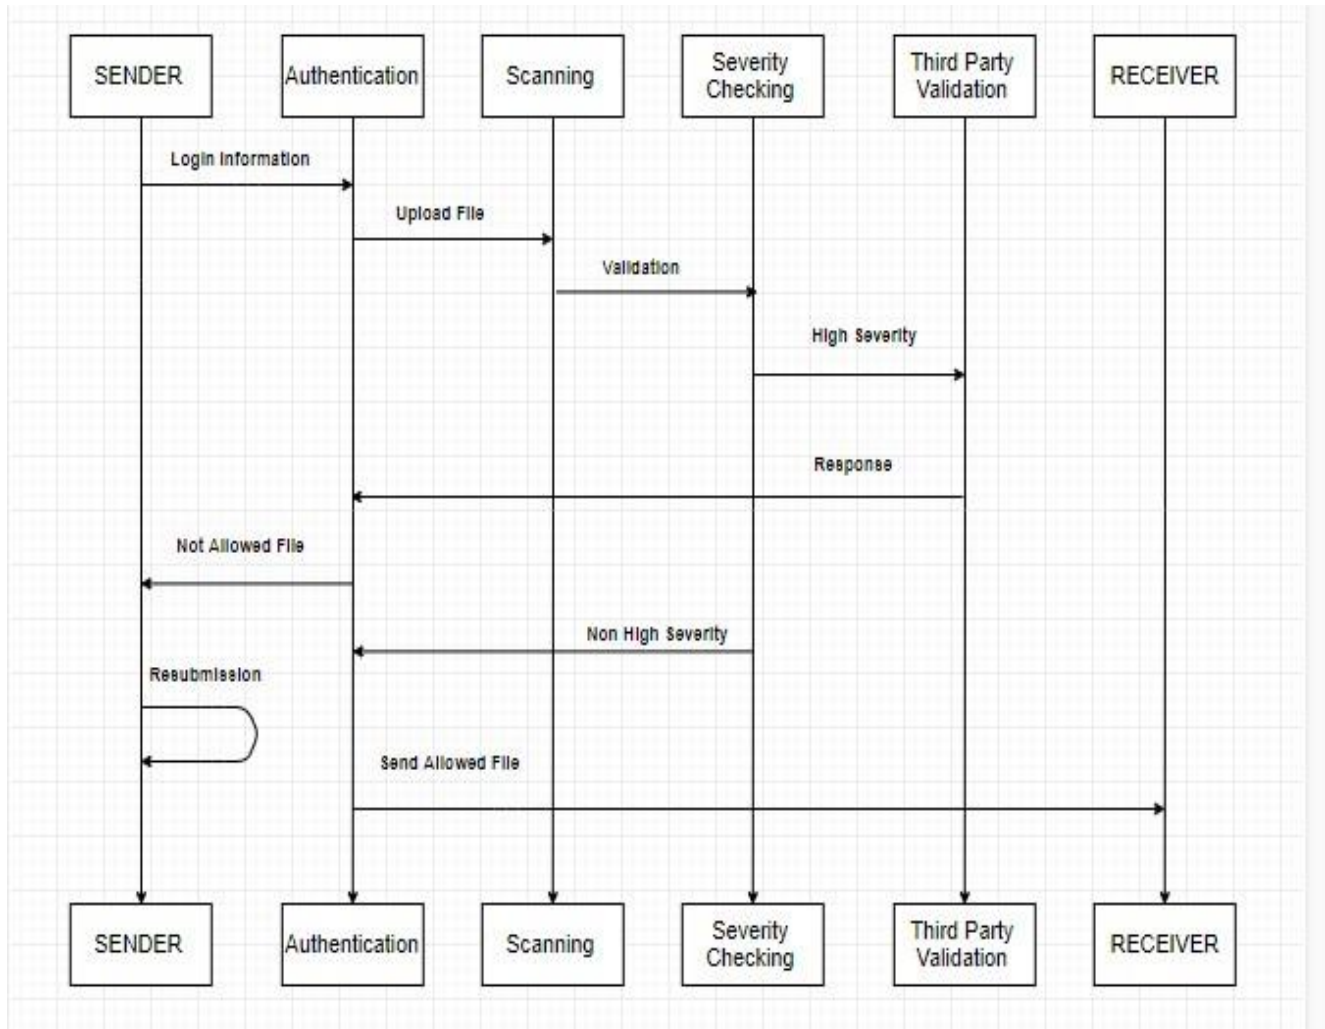 SENDER
Authentication
Scanning
Severity
Checking
Third Party
Validation
RECEIVER
Login Information
Upload File
Validation
High Severity
Response
Not Allowed File
Non High Severity
Resubmission
Send Allowed File
SENDER
Authentication
Scanning
Severity
Checking
Third Party
Validation
RECEIVER